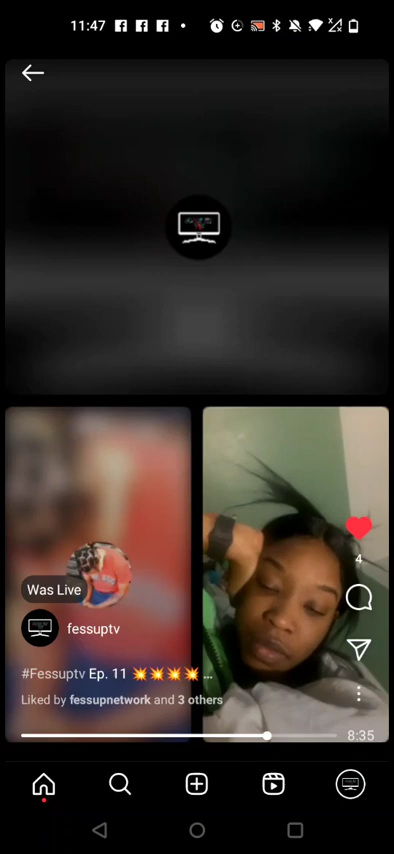 11:47
Was Live
fessuptv
#Fessuptv Ep. 11 💥💥💥💥 ...
Liked by fessupnetwork and 3 others
4
8:35